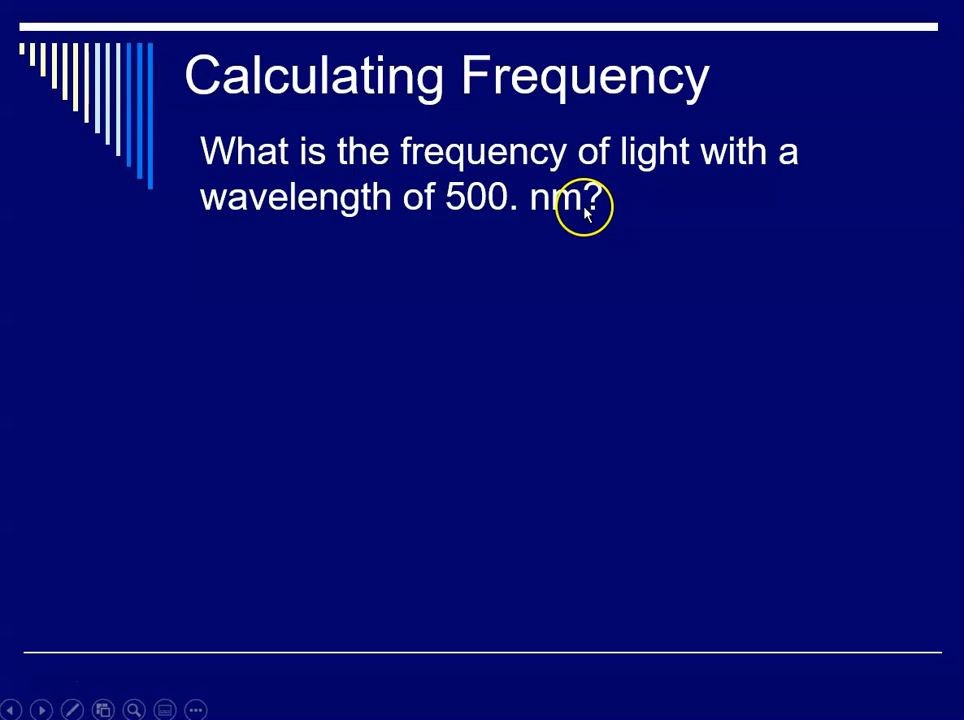 Calculating Frequency
What is the frequency of light with a
wavelength of 500. nm?